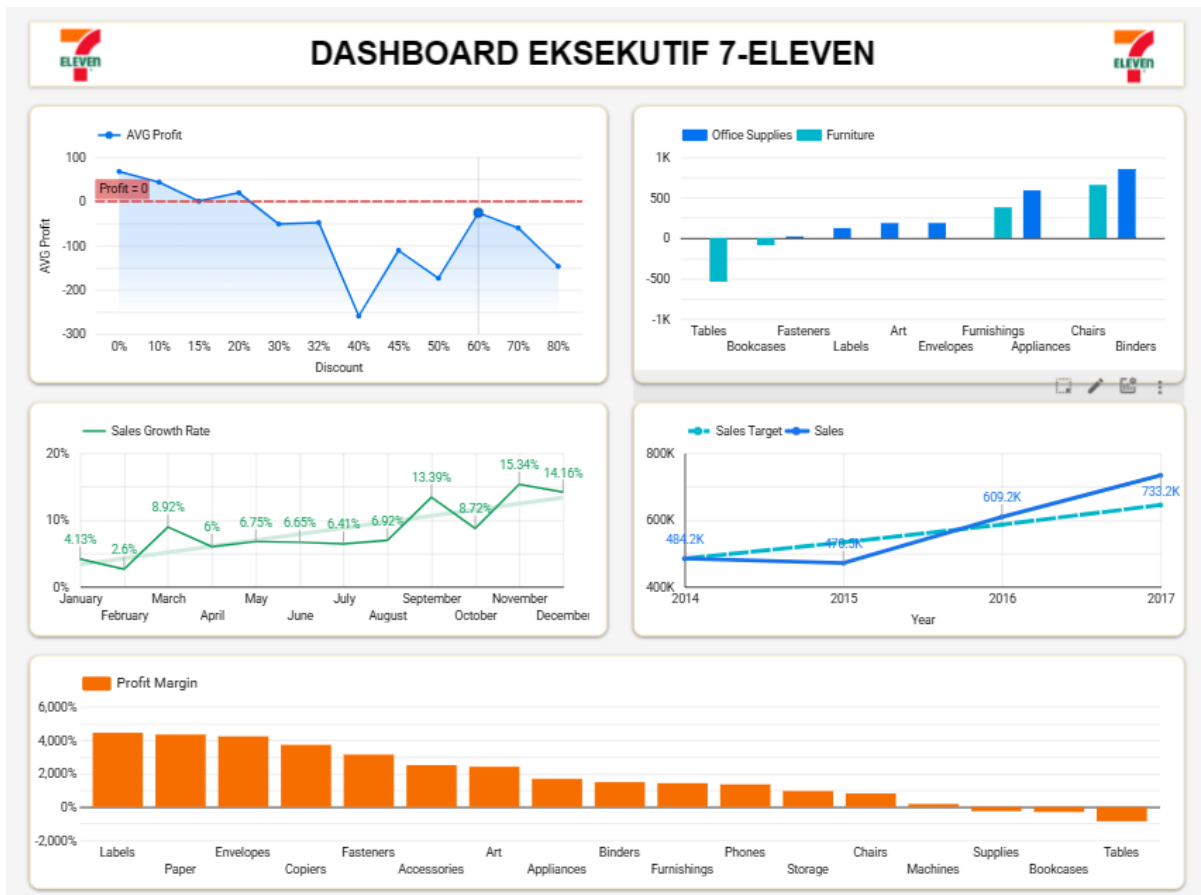 7
ELEVEN
DASHBOARD EKSEKUTIF 7-ELEVEN
7
ELEVEN
AVG Profit
100
0
-100
-200
-300
AVG Profit
Profit = 0
0% 10% 15% 20% 30% 32% 40% 45% 50% 60% 70% 80%
Discount
Office Supplies Furniture
1K
500
0
-500
-1K
Tables Fasteners Art Furnishings Chairs
Bookcases Labels Envelopes Appliances Binders
Sales Growth Rate
20%
10%
0%
4.13% 2.6% 8.92% 6% 6.75% 6.65% 6.41% 6.92% 13.39% 8.72% 15.34% 14.16%
January March May July September November
February April June August October December
Sales Target Sales
800K
600K
400K
484.2K 470.5K 609.2K 733.2K
2014 2015 2016 2017
Year
Profit Margin
6,000%
4,000%
2,000%
0%
-2,000%
Labels Envelopes Fasteners Art Binders Phones Chairs Supplies Tables
Paper Copiers Accessories Appliances Furnishings Storage Machines Bookcases